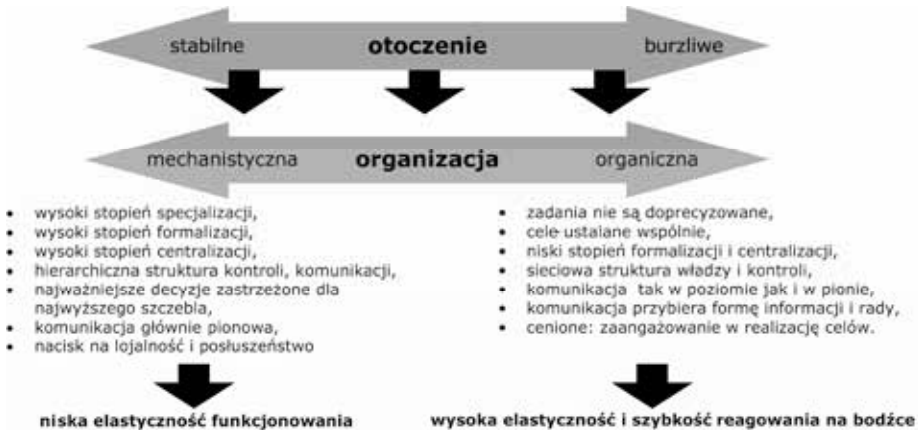 stabilne otoczenie burzliwe
mechanistyczna organizacja organiczna
• wysoki stopień specjalizacji,
• wysoki stopień formalizacji,
• wysoki stopień centralizacji,
• hierarchiczna struktura kontroli, komunikacji,
• najważniejsze decyzje zastrzeżone dla
najwyższego szczebla,
• komunikacja głównie pionowa,
• nacisk na lojalność i posłuszeństwo
• zadania nie są doprecyzowane,
• cele ustalane wspólnie,
• niski stopień formalizacji i centralizacji,
• sieciowa struktura władzy i kontroli,
• komunikacja tak w poziomie jak i w pionie,
• komunikacja przybiera formę informacji i rady,
• cenione: zaangażowanie w realizację celów.
niska elastyczność funkcjonowania
wysoka elastyczność i szybkość reagowania na bodźce